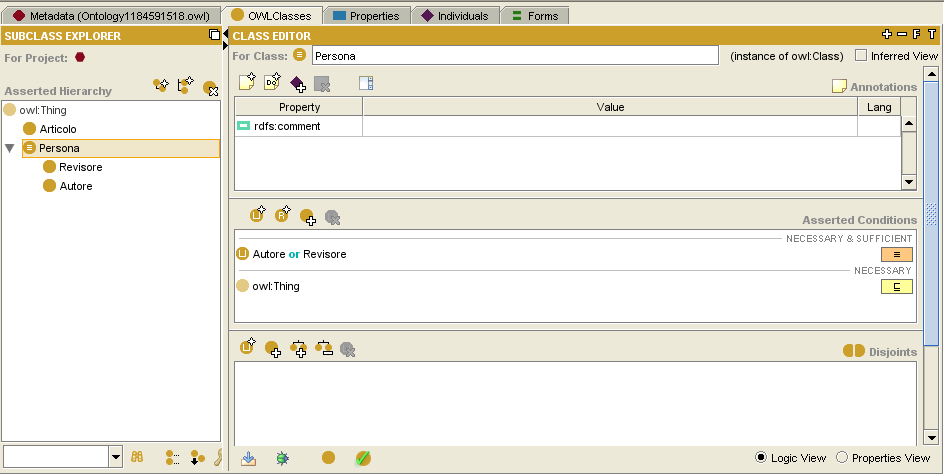 Metadata (Ontology1184591518.owl) OWLClasses Properties Individuals Forms
SUBCLASS EXPLORER
For Project:
Asserted Hierarchy
owl:Thing
Articolo
Persona
Revisore
Autore
CLASS EDITOR F T
For Class: Persona (instance of owl:Class) Inferred View
Annotations
Property Value Lang
rdfs:comment
Asserted Conditions
NECESSARY & SUFFICIENT
Autore or Revisore ≡
NECESSARY
owl:Thing ⊑
Disjoints
Logic View Properties View